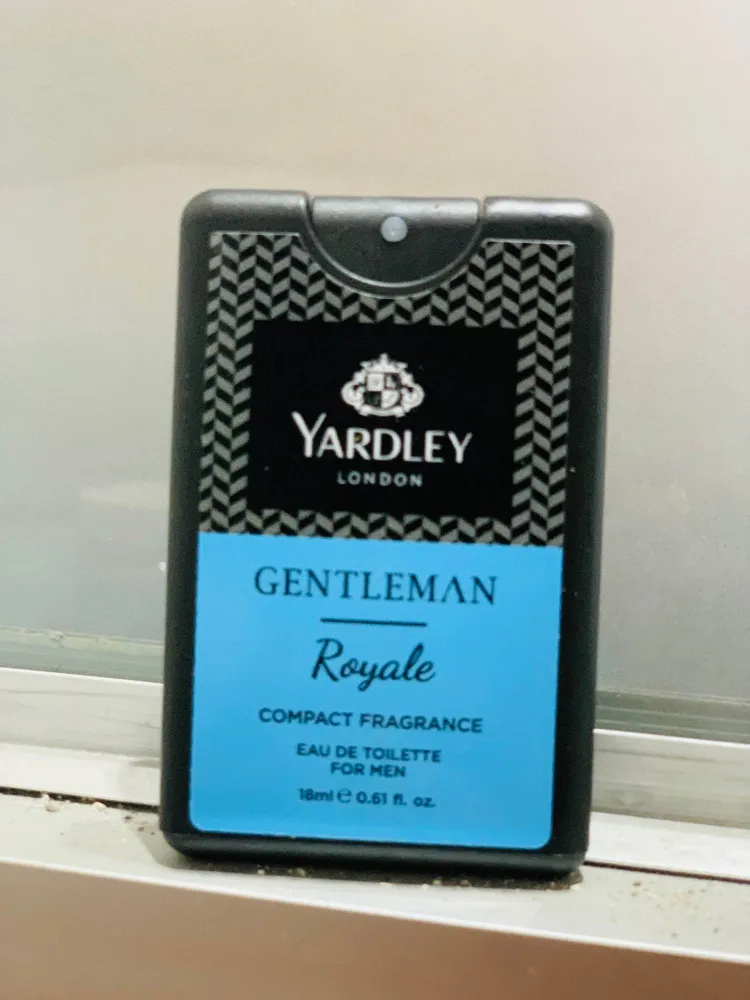 YARDLEY
LONDON
GENTLEMAN
Royale
COMPACT FRAGRANCE
EAU DE TOILETTE
FOR MEN
18ml ℮ 0.61 fl. oz.